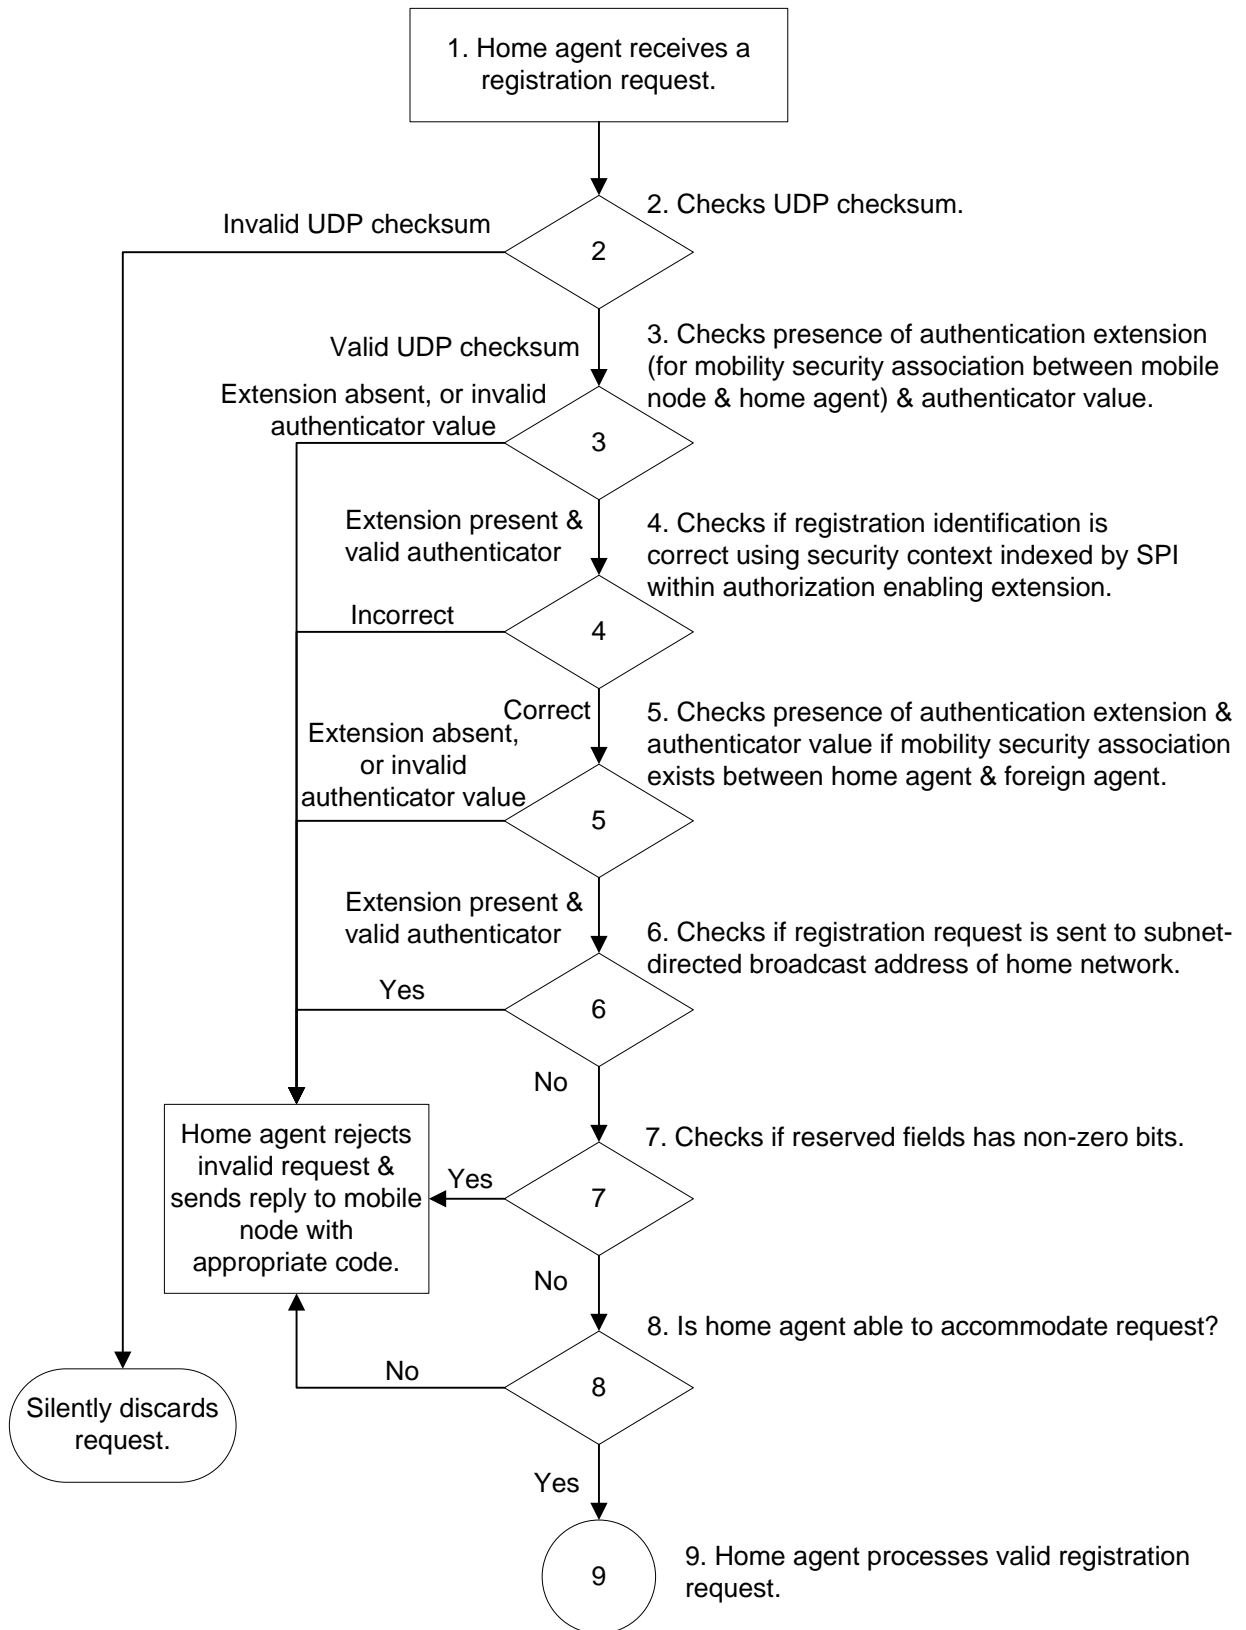 1. Home agent receives a
registration request.
2. Checks UDP checksum.
Invalid UDP checksum
2
3. Checks presence of authentication extension
(for mobility security association between mobile
node & home agent) & authenticator value.
Valid UDP checksum
Extension absent, or invalid
authenticator value
3
Extension present &
valid authenticator
4. Checks if registration identification is
correct using security context indexed by SPI
within authorization enabling extension.
Incorrect
4
Correct
5. Checks presence of authentication extension &
authenticator value if mobility security association
exists between home agent & foreign agent.
Extension absent,
or invalid
authenticator value
5
Extension present &
valid authenticator
6. Checks if registration request is sent to subnet-
directed broadcast address of home network.
Yes
6
No
Home agent rejects
invalid request &
sends reply to mobile
node with
appropriate code.
7. Checks if reserved fields has non-zero bits.
Yes
7
No
8. Is home agent able to accommodate request?
No
8
Silently discards
request.
Yes
9
9. Home agent processes valid registration
request.